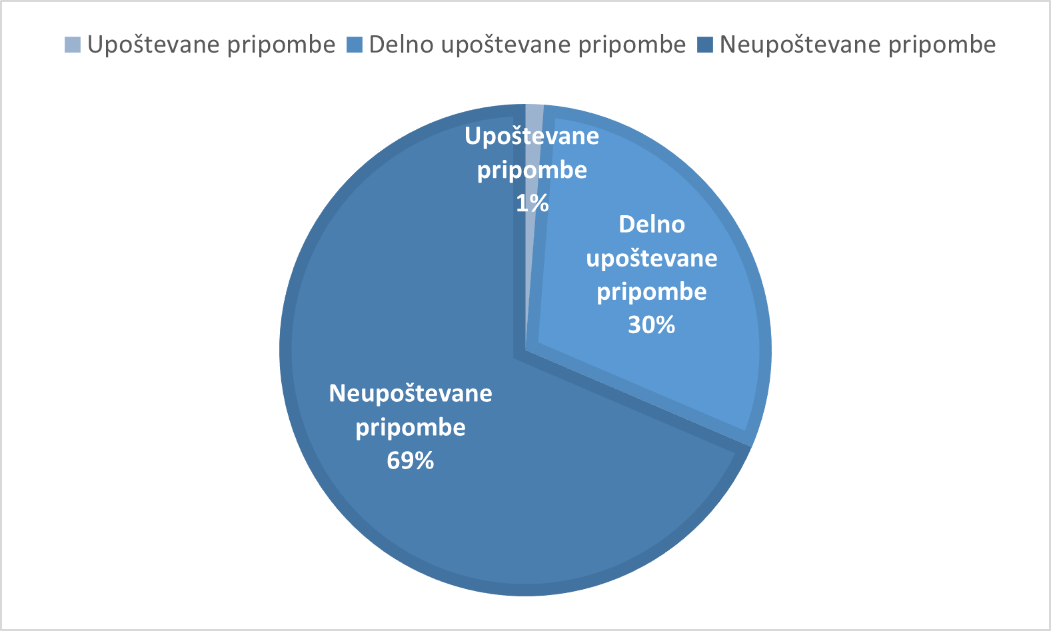 Upoštevane pripombe Delno upoštevane pripombe Neupoštevane pripombe
Upoštevane
pripombe
1%
Delno
upoštevane
pripombe
30%
Neupoštevane
pripombe
69%